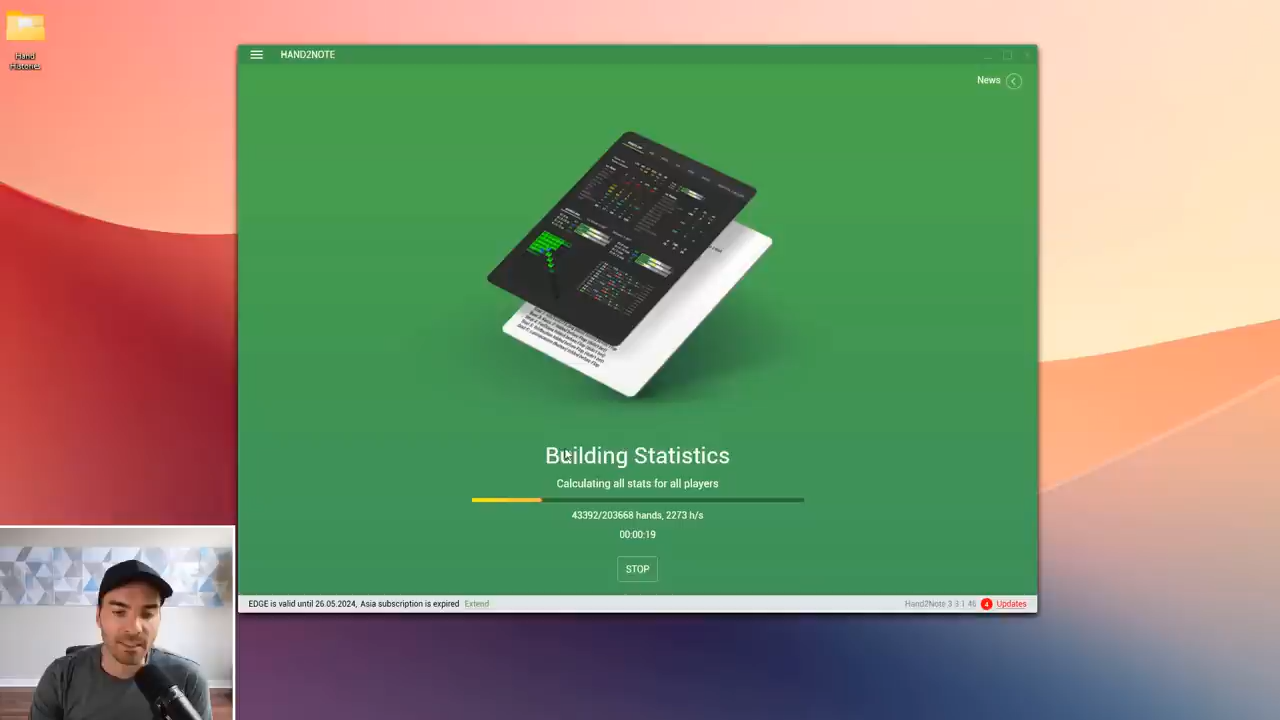 Hand
Histories
HAND2NOTE
News
Building Statistics
Calculating all stats for all players
43392/203668 hands, 2273 h/s
00:00:19
STOP
EDGE is valid until 26.05.2024, Asia subscription is expired Extend
Hand2Note 3.3.1.46 4 Updates